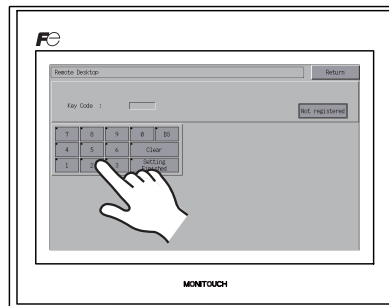 Fe
Remote Desktop Return
Key Code :
Not registered
7 8 9 0 BS
4 5 6 Clear
1 2 3 Setting
Finished
MONITOUCH